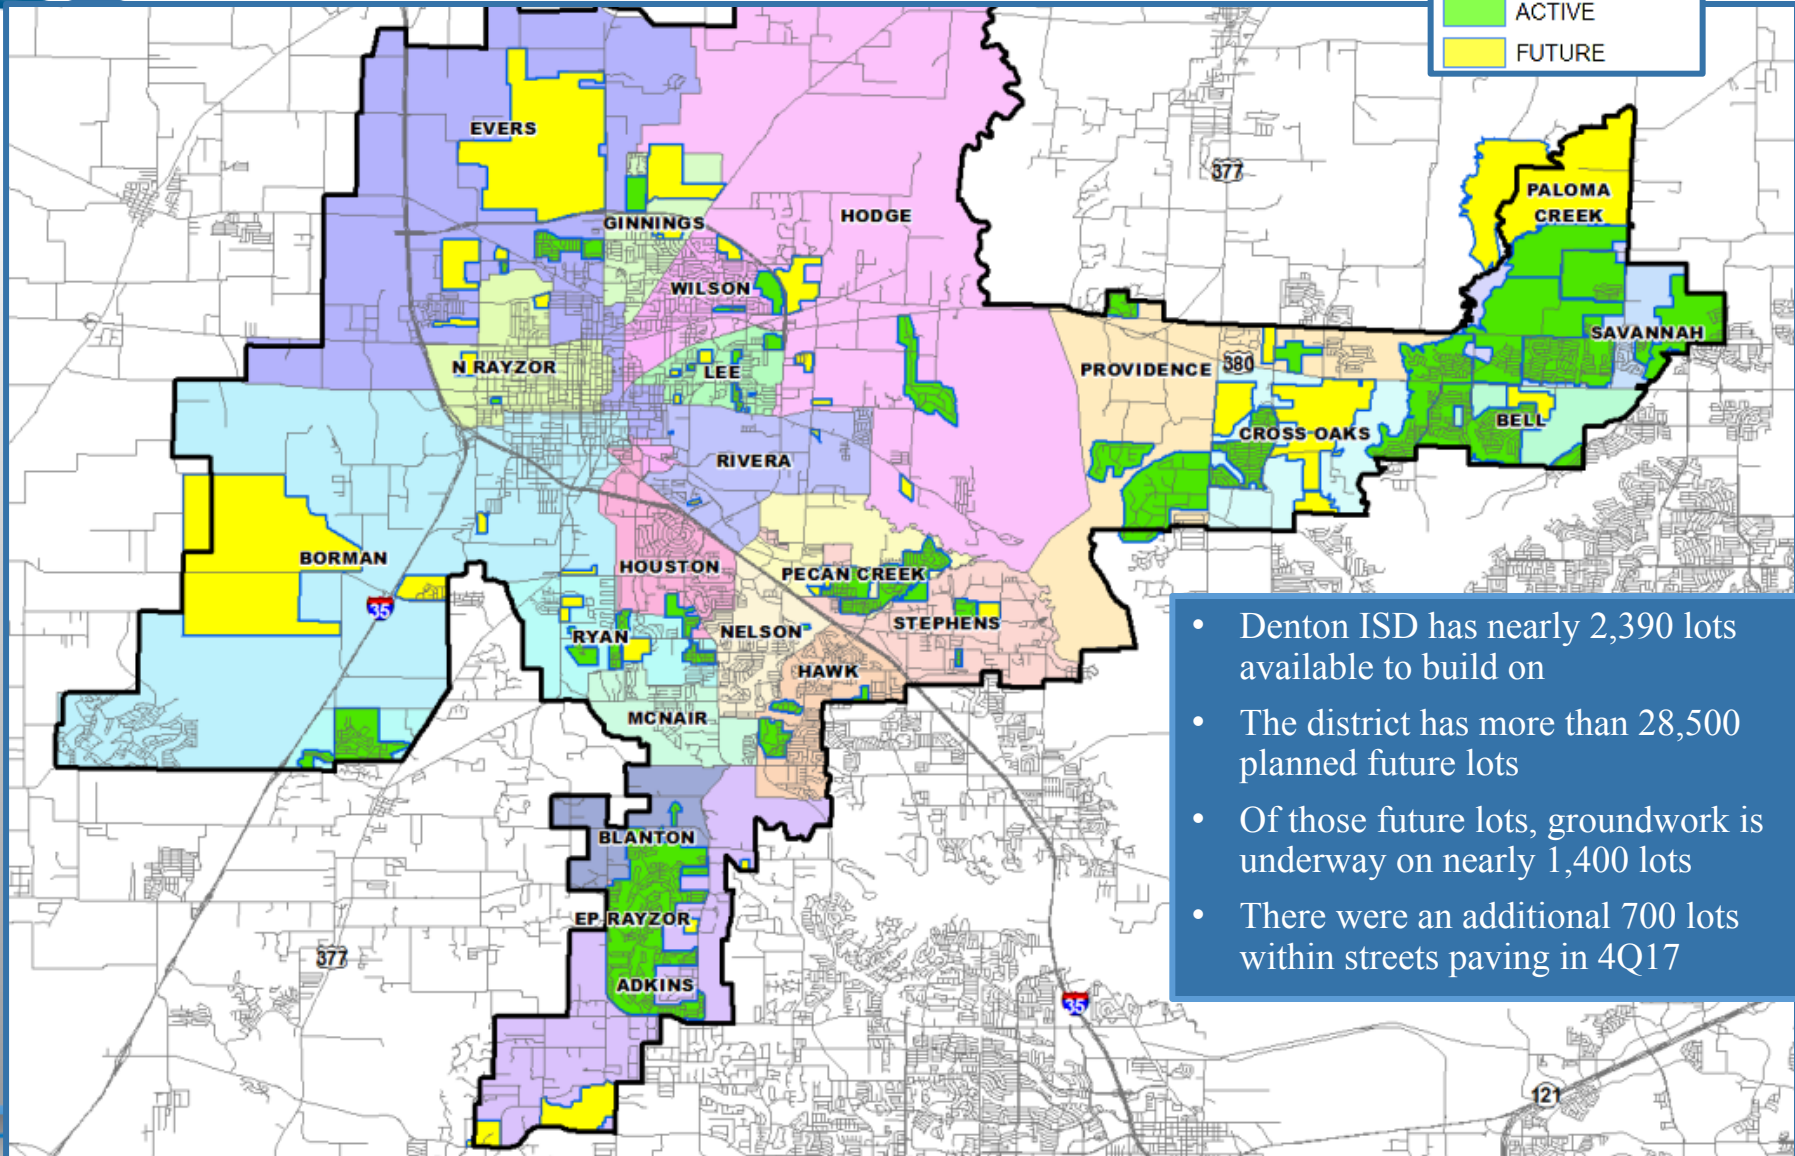 ACTIVE
FUTURE
EVERS
377
PALOMA
CREEK
GINNINGS
HODGE
WILSON
SAVANNAH
N RAYZOR
LEE
PROVIDENCE
380
BELL
CROSS OAKS
RIVERA
BORMAN
HOUSTON
PECAN CREEK
35
RYAN
NELSON
STEPHENS
HAWK
MCNAIR
• Denton ISD has nearly 2,390 lots
available to build on
• The district has more than 28,500
planned future lots
• Of those future lots, groundwork is
underway on nearly 1,400 lots
• There were an additional 700 lots
within streets paving in 4Q17
BLANTON
EP RAYZOR
377
ADKINS
35
121